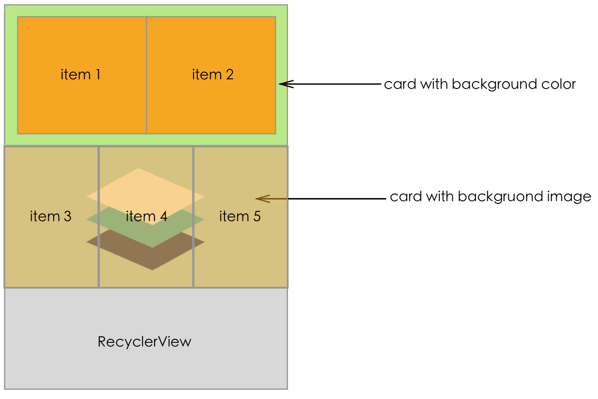 item 1
item 2
card with background color
item 3
item 4
item 5
card with backgruond image
RecyclerView